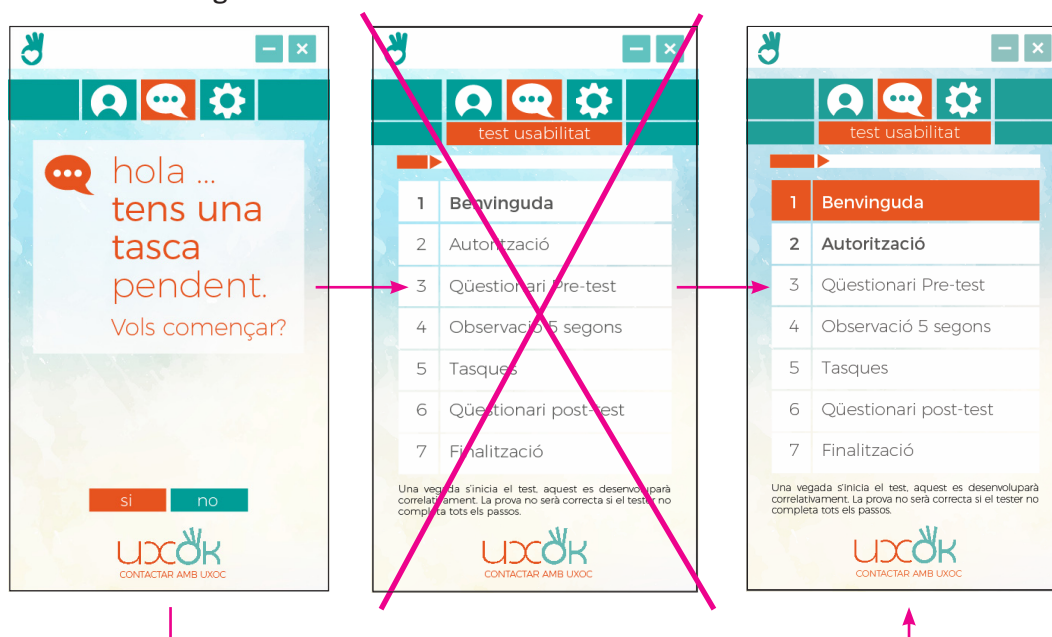 hola ...
tens una
tasca
pendent.
Vols començar?
si
no
uxok
CONTACTAR AMB UXOC
test usabilitat
1 Benvinguda
2 Autorització
3 Qüestionari Pre-test
4 Observació 5 segons
5 Tasques
6 Qüestionari post-test
7 Finalització
Una vegada s'inicia el test, aquest es desenvoluparà
correlativament. La prova no serà correcta si el tester no
completa tots els passos.
uxok
CONTACTAR AMB UXOC
test usabilitat
1 Benvinguda
2 Autorització
3 Qüestionari Pre-test
4 Observació 5 segons
5 Tasques
6 Qüestionari post-test
7 Finalització
Una vegada s'inicia el test, aquest es desenvoluparà
correlativament. La prova no serà correcta si el tester no
completa tots els passos.
uxok
CONTACTAR AMB UXOC